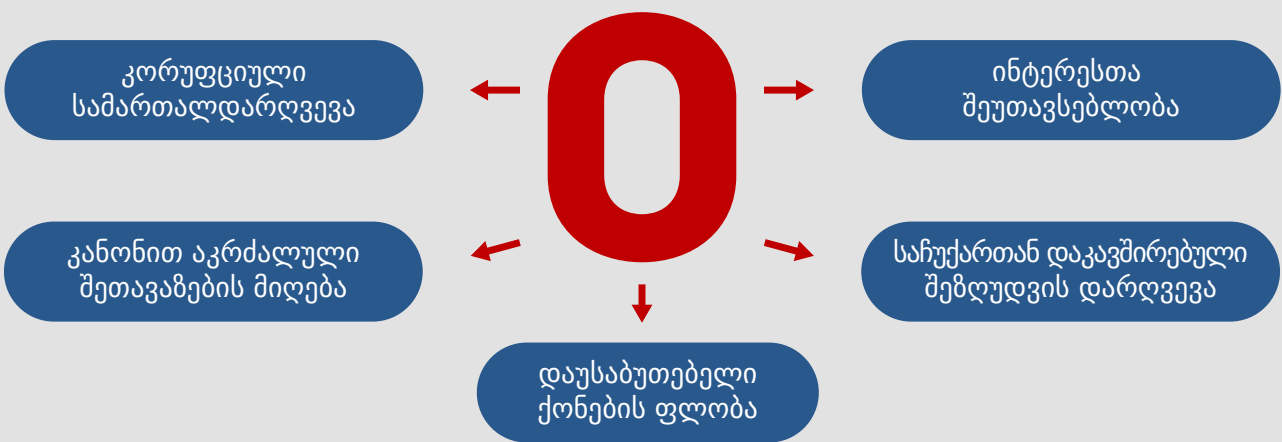 კორუფციული
სამართალდარღვევა
0
ინტერესთა
შეუთავსებლობა
კანონით აკრძალული
შეთავაზების მიღება
საჩუქართან დაკავშირებული
შეზღუდვის დარღვევა
დაუსაბუთებელი
ქონების ფლობა